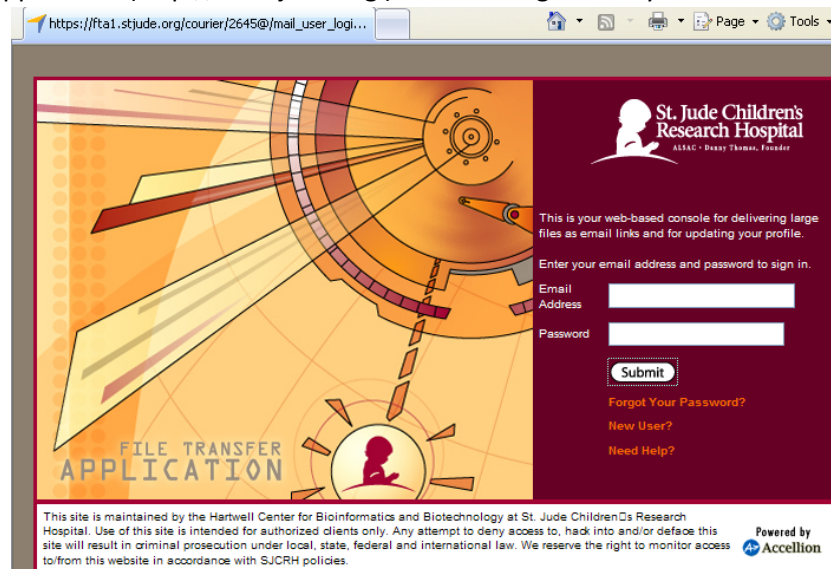 https://fta1.stjude.org/courier/2645@/mail_user_logi...
Page
Tools
St. Jude Children's
Research Hospital
ALSAC • Danny Thomas, Founder
This is your web-based console for delivering large
files as email links and for updating your profile.
Enter your email address and password to sign in.
Email
Address
Password
Submit
Forgot Your Password?
New User?
Need Help?
FILE TRANSFER
APPLICATION
This site is maintained by the Hartwell Center for Bioinformatics and Biotechnology at St. Jude Children□s Research
Hospital. Use of this site is intended for authorized clients only. Any attempt to deny access to, hack into and/or deface this
site will result in criminal prosecution under local, state, federal and international law. We reserve the right to monitor access
to/from this website in accordance with SJCRH policies.
Powered by
Accellion